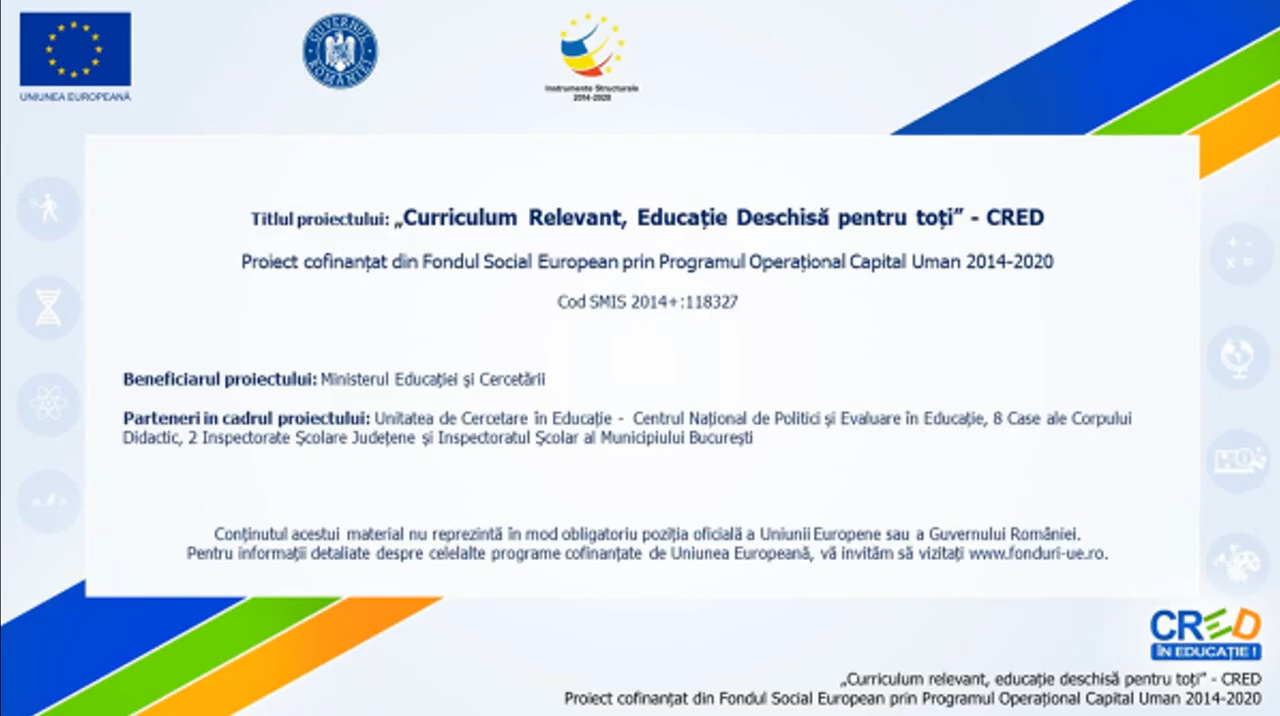 UNIUNEA EUROPEANĂ
GUVERNUL ROMÂNIEI
Instrumente Structurale
2014-2020
Titlul proiectului: „Curriculum Relevant, Educație Deschisă pentru toți” - CRED
Proiect cofinanțat din Fondul Social European prin Programul Operațional Capital Uman 2014-2020
Cod SMIS 2014+:118327
Beneficiarul proiectului: Ministerul Educației și Cercetării
Parteneri in cadrul proiectului: Unitatea de Cercetare în Educație - Centrul Național de Politici și Evaluare în Educație, 8 Case ale Corpului
Didactic, 2 Inspectorate Școlare Județene și Inspectoratul Școlar al Municipiului București
Conținutul acestui material nu reprezintă în mod obligatoriu poziția oficială a Uniunii Europene sau a Guvernului României.
Pentru informații detaliate despre celelalte programe cofinanțate de Uniunea Europeană, vă invităm să vizitați www.fonduri-ue.ro.
CRED
ÎN EDUCAȚIE !
„Curriculum relevant, educație deschisă pentru toți” - CRED
Proiect cofinanțat din Fondul Social European prin Programul Operațional Capital Uman 2014-2020